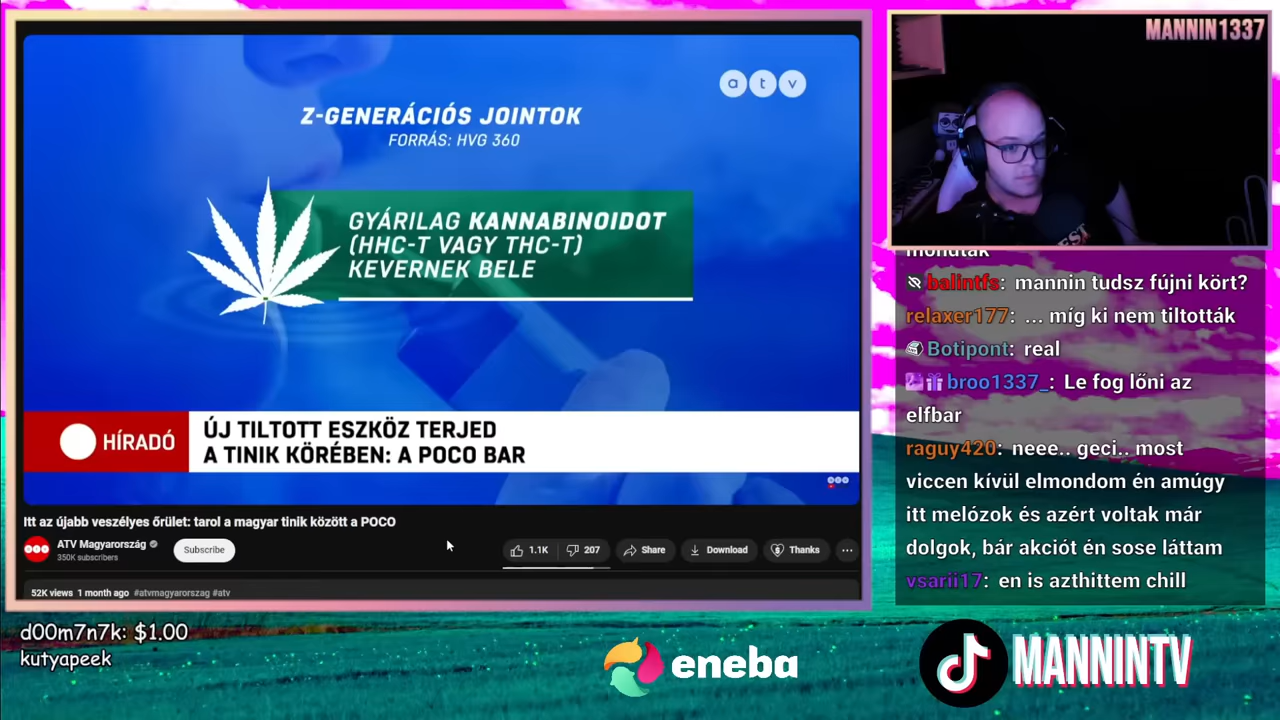 a t v
Z-GENERÁCIÓS JOINTOK
FORRÁS: HVG 360
GYÁRILAG KANNABINOIDOT
(HHC-T VAGY THC-T)
KEVERNEK BELE
HÍRADÓ
ÚJ TILTOTT ESZKÖZ TERJED
A TINIK KÖRÉBEN: A POCO BAR
Itt az újabb veszélyes őrület: tarol a magyar tinik között a POCO
ATV Magyarország
350K subscribers
Subscribe
1.1K
207
Share
Download
Thanks
52K views 1 month ago #atvmagyarorszag #atv
MANNIN1337
mondták
balintfs: mannin tudsz fújni kört?
relaxer177: ... míg ki nem tiltották
Botipont: real
broo1337_: Le fog lőni az
elfbar
raguy420: neee.. geci.. most
viccen kívül elmondom én amúgy
itt melózok és azért voltak már
dolgok, bár akciót én sose láttam
vsarii17: en is azthittem chill
d00m7n7k: $1.00
kutyapeek
eneba
MANNINTV